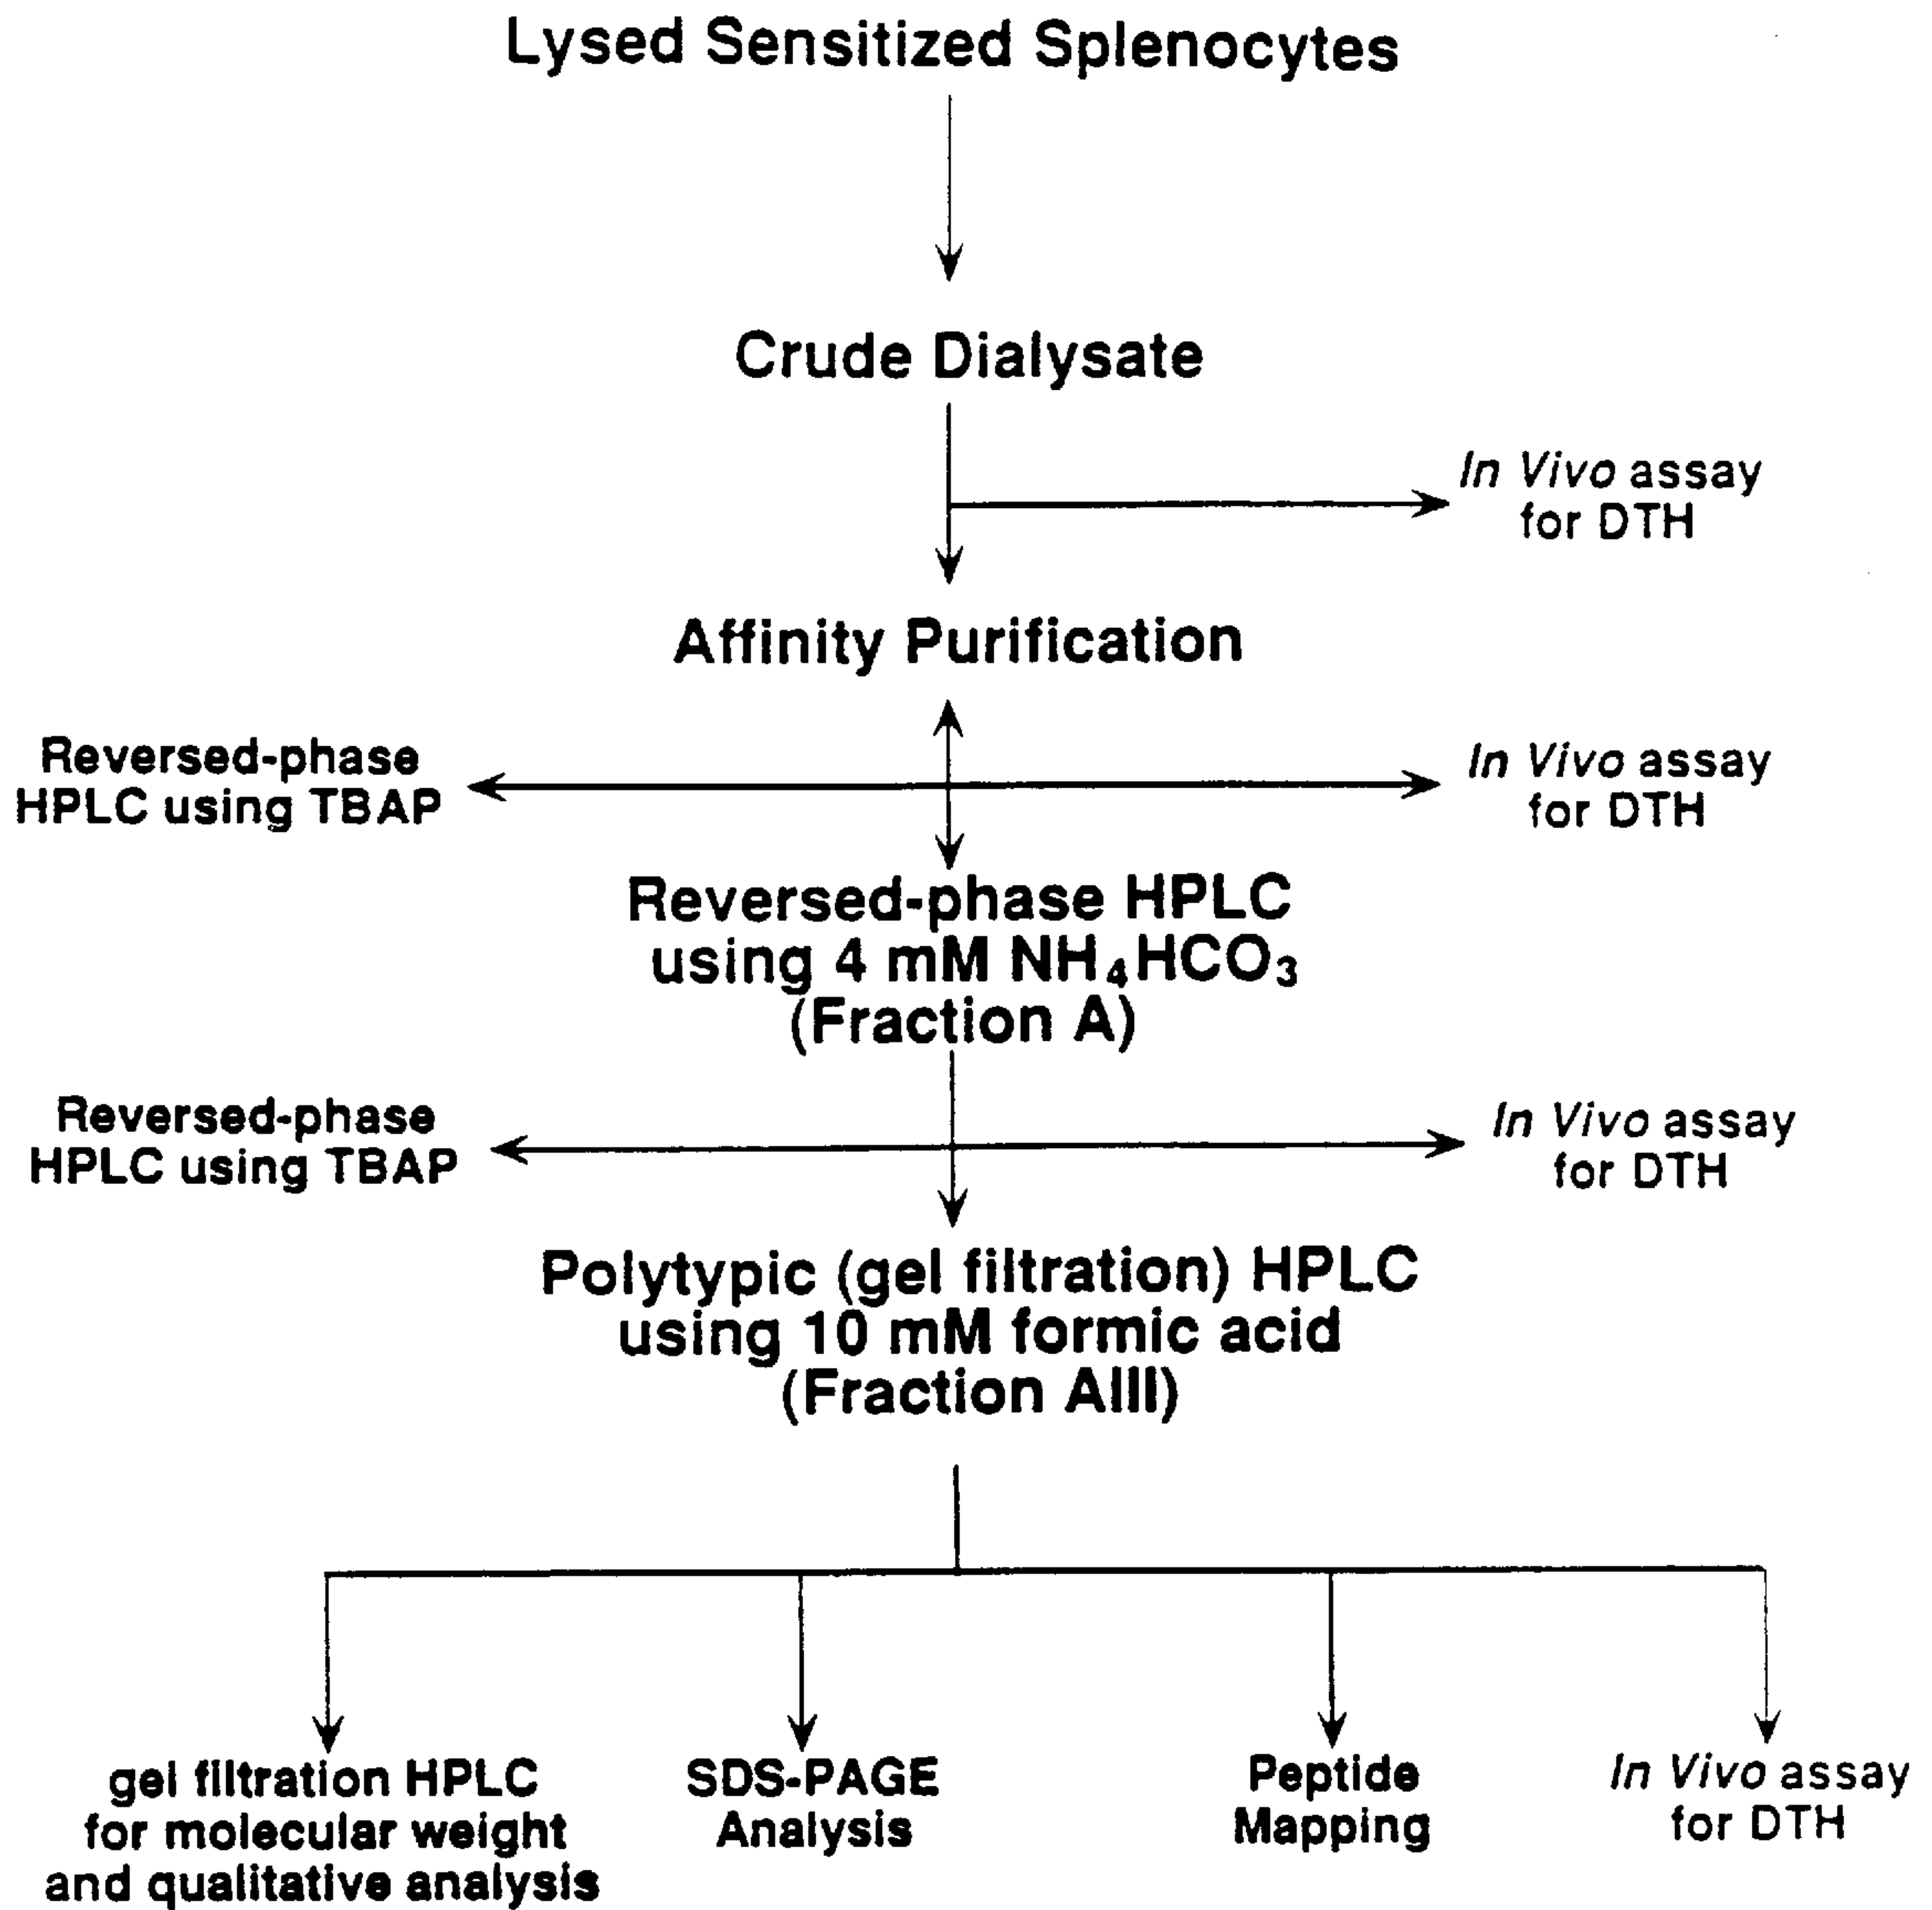 Lysed Sensitized Splenocytes
Crude Dialysate
In Vivo assay
for DTH
Affinity Purification
Reversed-phase
HPLC using TBAP
In Vivo assay
for DTH
Reversed-phase HPLC
using 4 mM NH₄HCO₃
(Fraction A)
Reversed-phase
HPLC using TBAP
In Vivo assay
for DTH
Polytypic (gel filtration) HPLC
using 10 mM formic acid
(Fraction AIII)
gel filtration HPLC
for molecular weight
and qualitative analysis
SDS-PAGE
Analysis
Peptide
Mapping
In Vivo assay
for DTH